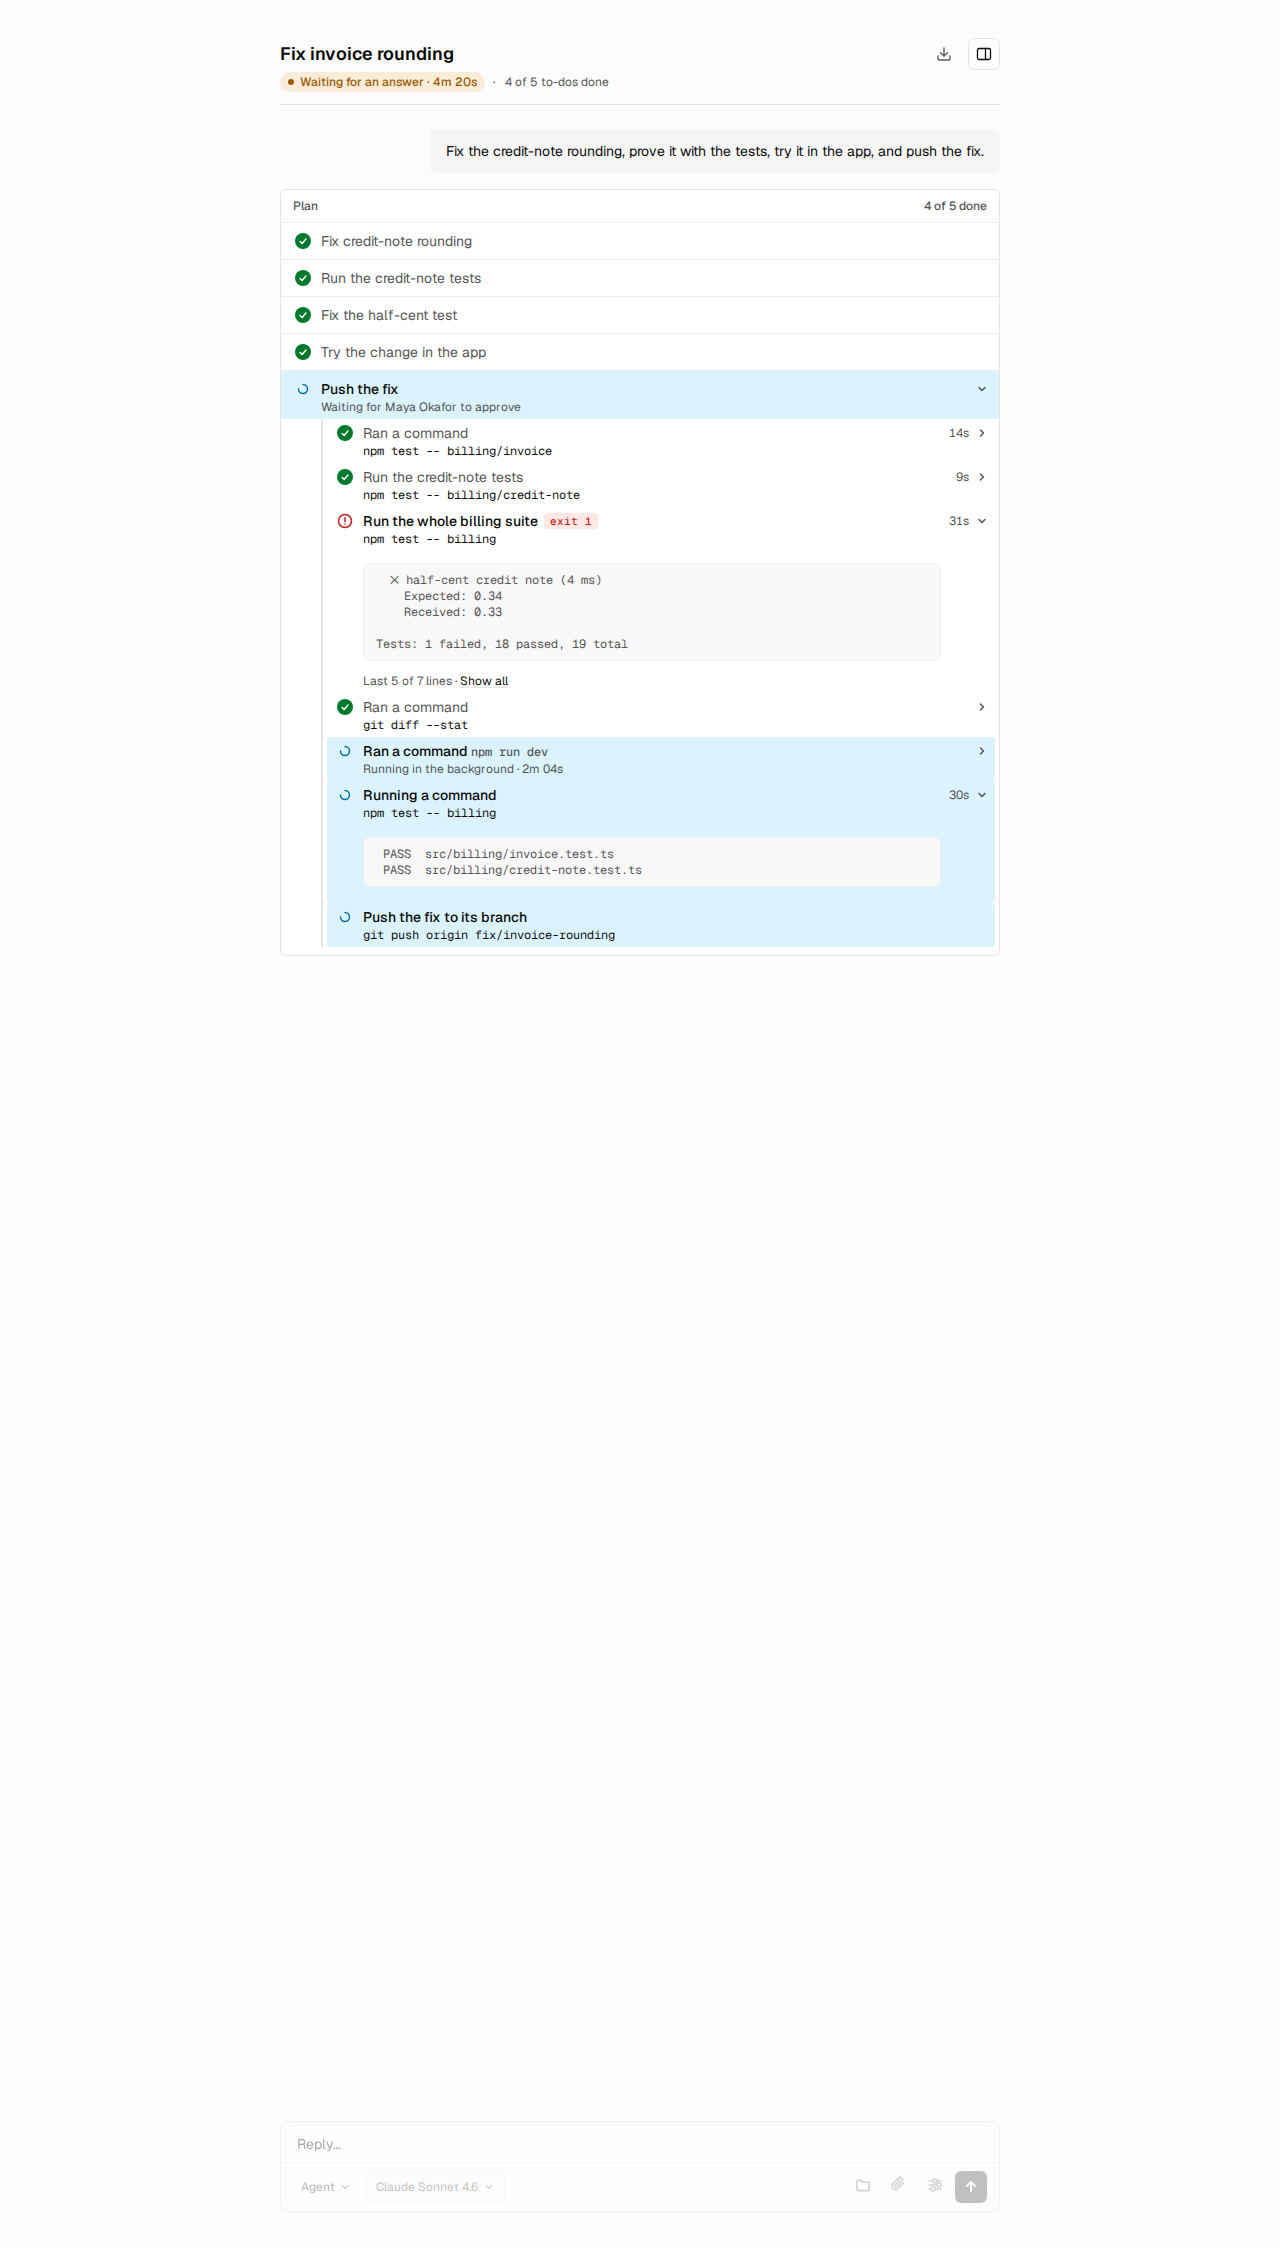 Fix invoice rounding
Waiting for an answer · 4m 20s · 4 of 5 to-dos done
Fix the credit-note rounding, prove it with the tests, try it in the app, and push the fix.
Plan 4 of 5 done
Fix credit-note rounding
Run the credit-note tests
Fix the half-cent test
Try the change in the app
Push the fix
Waiting for Maya Okafor to approve
Ran a command 14s
npm test -- billing/invoice
Run the credit-note tests 9s
npm test -- billing/credit-note
Run the whole billing suite exit 1 31s
npm test -- billing
✕ half-cent credit note (4 ms)
Expected: 0.34
Received: 0.33
Tests: 1 failed, 18 passed, 19 total
Last 5 of 7 lines · Show all
Ran a command
git diff --stat
Ran a command npm run dev
Running in the background · 2m 04s
Running a command 30s
npm test -- billing
PASS src/billing/invoice.test.ts
PASS src/billing/credit-note.test.ts
Push the fix to its branch
git push origin fix/invoice-rounding
Reply...
Agent Claude Sonnet 4.6